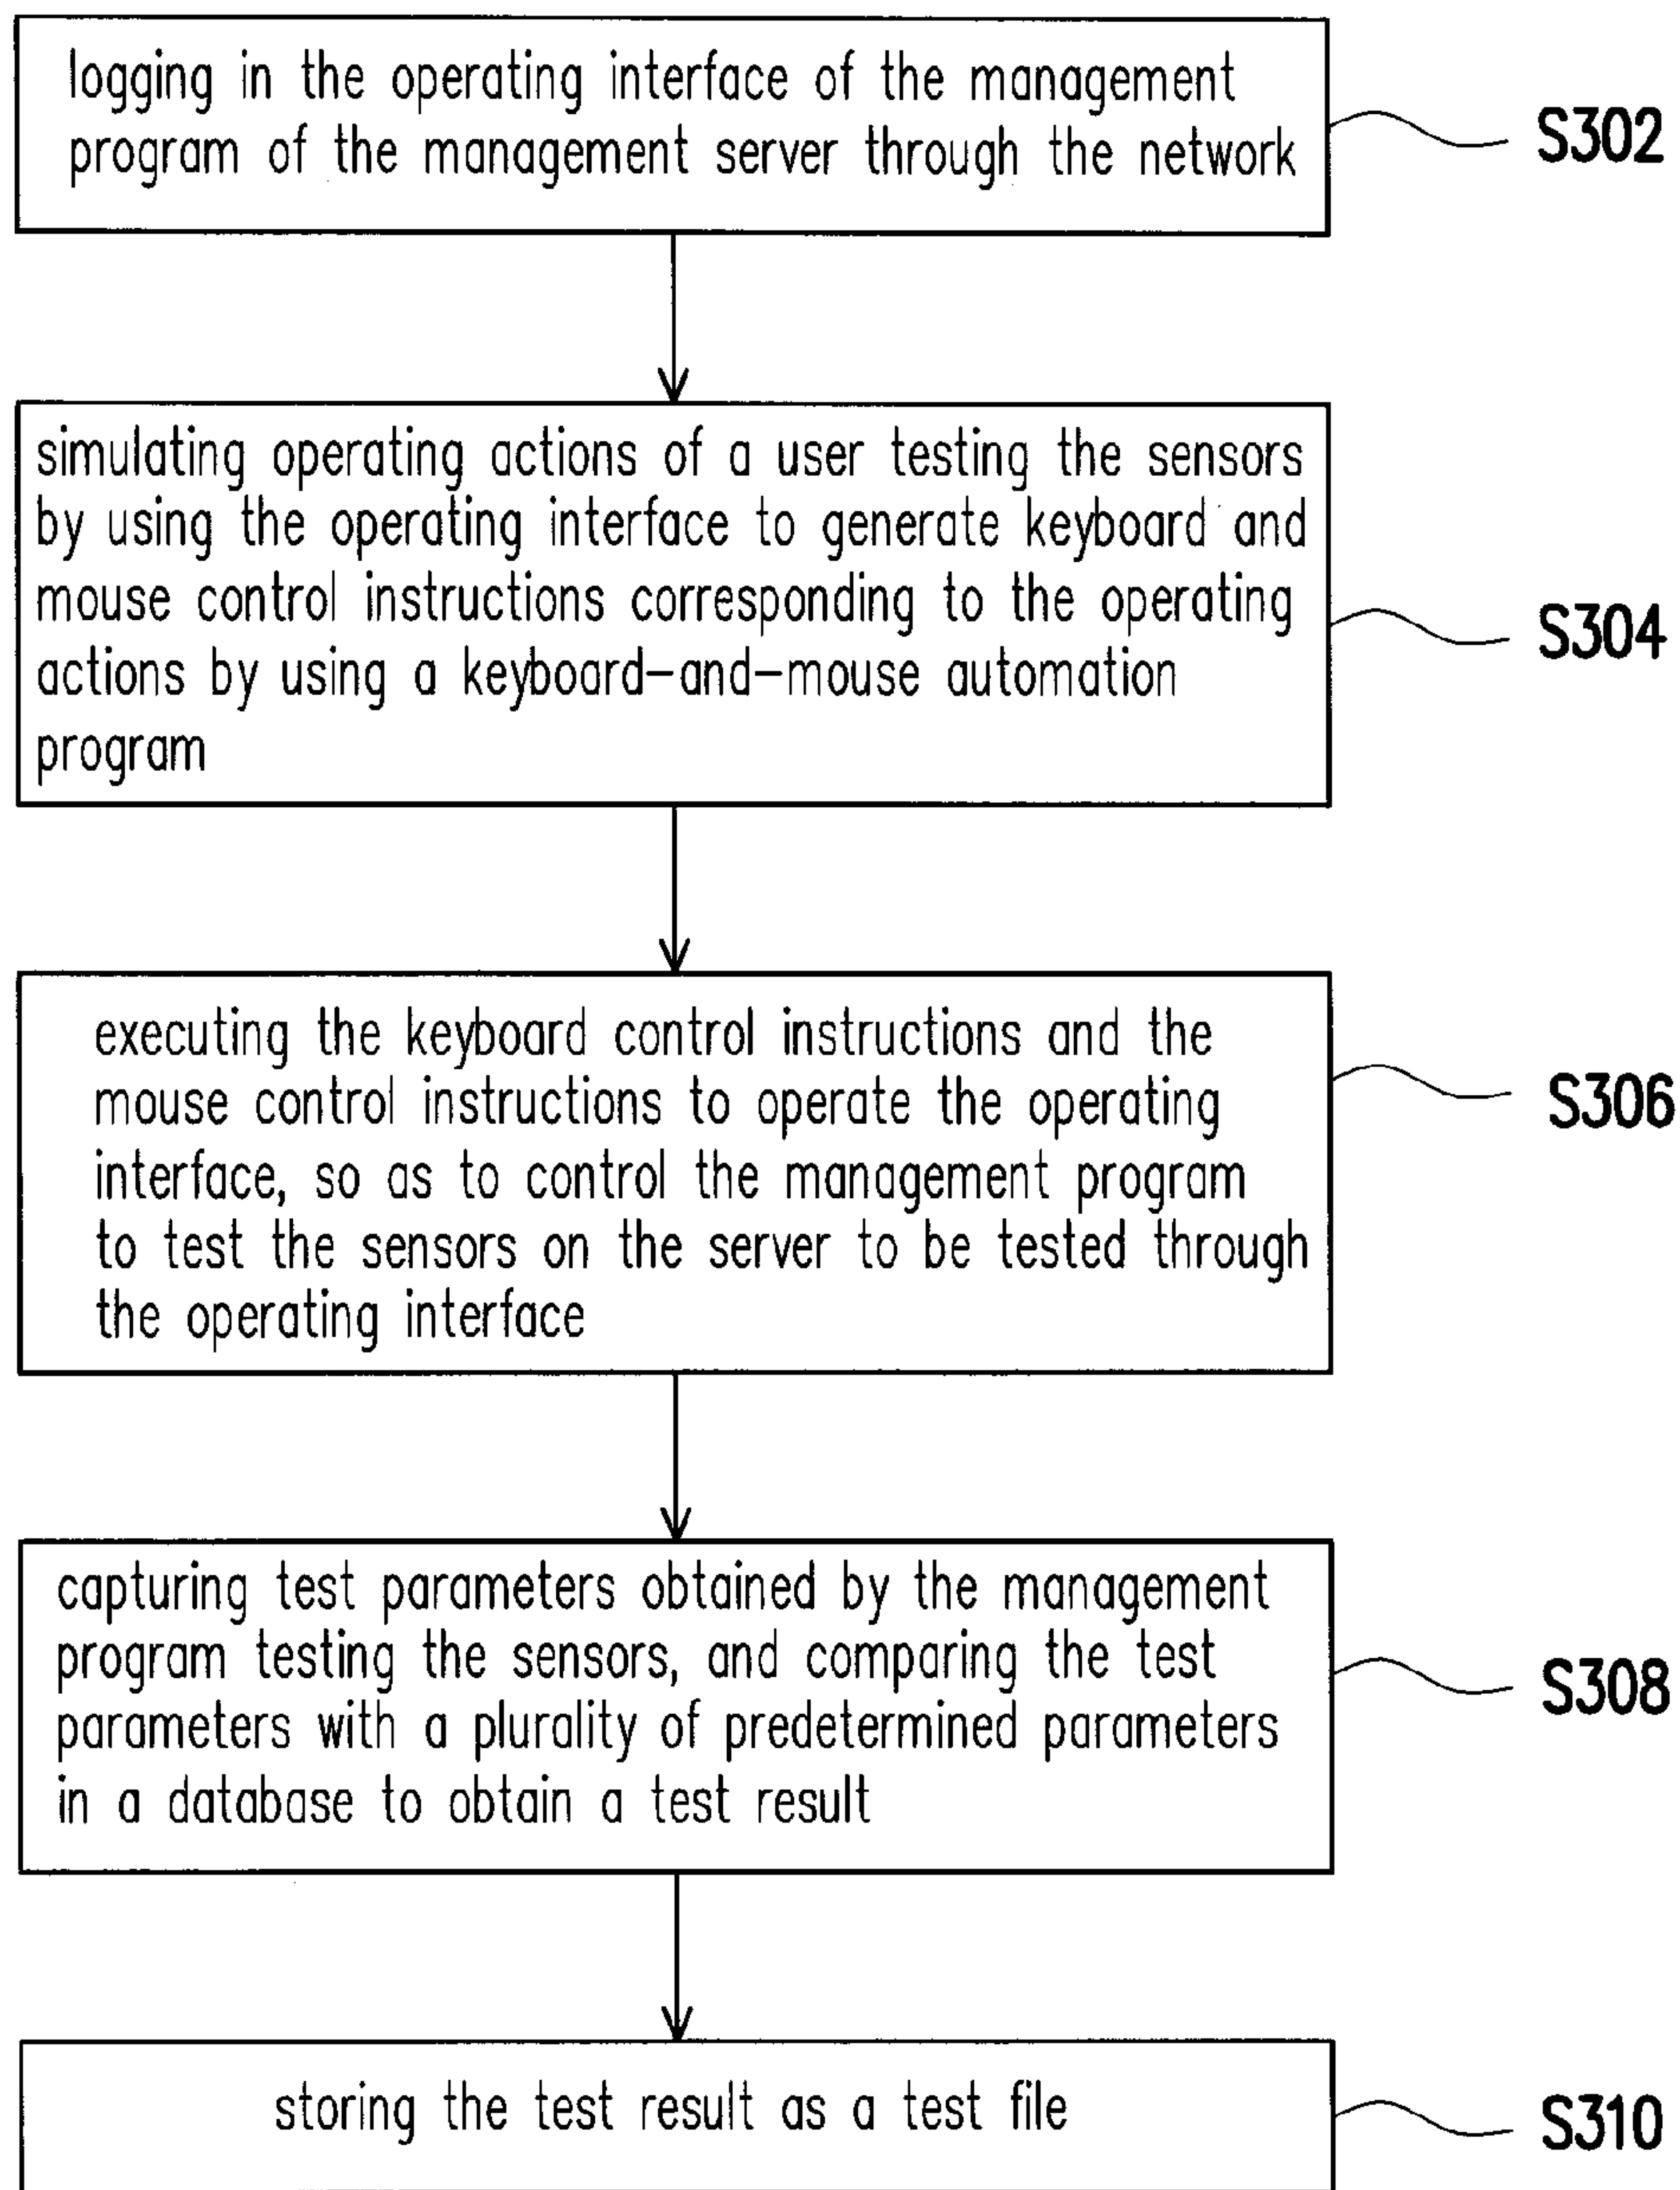 logging in the operating interface of the management
program of the management server through the network
S302
simulating operating actions of a user testing the sensors
by using the operating interface to generate keyboard and
mouse control instructions corresponding to the operating
actions by using a keyboard-and-mouse automation
program
S304
executing the keyboard control instructions and the
mouse control instructions to operate the operating
interface, so as to control the management program
to test the sensors on the server to be tested through
the operating interface
S306
capturing test parameters obtained by the management
program testing the sensors, and comparing the test
parameters with a plurality of predetermined parameters
in a database to obtain a test result
S308
storing the test result as a test file
S310